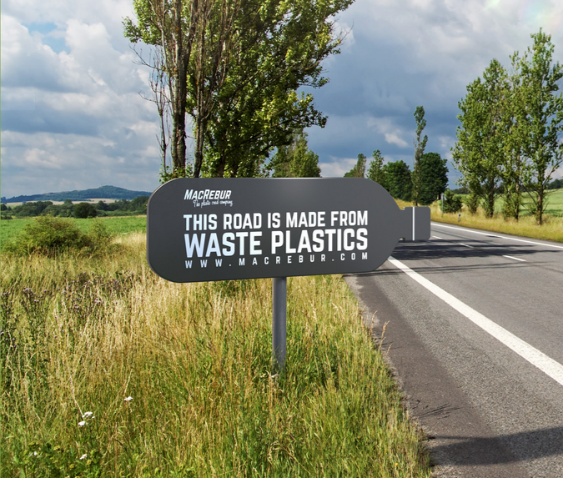 MACREBUR
The plastic road company
THIS ROAD IS MADE FROM
WASTE PLASTICS
WWW.MACREBUR.COM